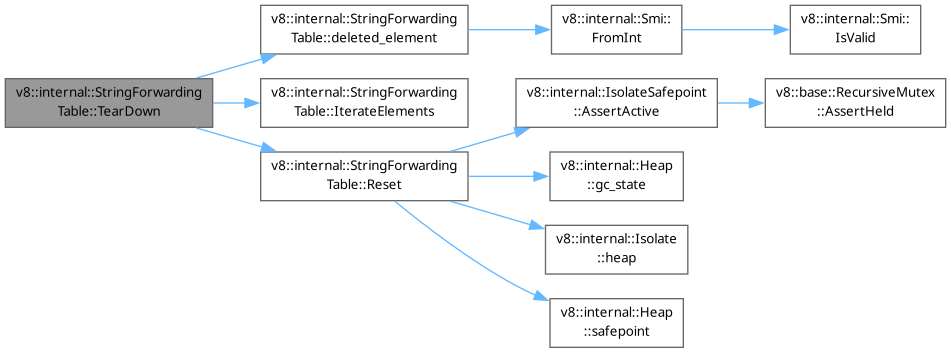 v8::internal::StringForwarding
Table::TearDown
v8::internal::StringForwarding
Table::deleted_element
v8::internal::Smi::
FromInt
v8::internal::Smi::
IsValid
v8::internal::StringForwarding
Table::IterateElements
v8::internal::StringForwarding
Table::Reset
v8::internal::IsolateSafepoint
::AssertActive
v8::base::RecursiveMutex
::AssertHeld
v8::internal::Heap
::gc_state
v8::internal::Isolate
::heap
v8::internal::Heap
::safepoint